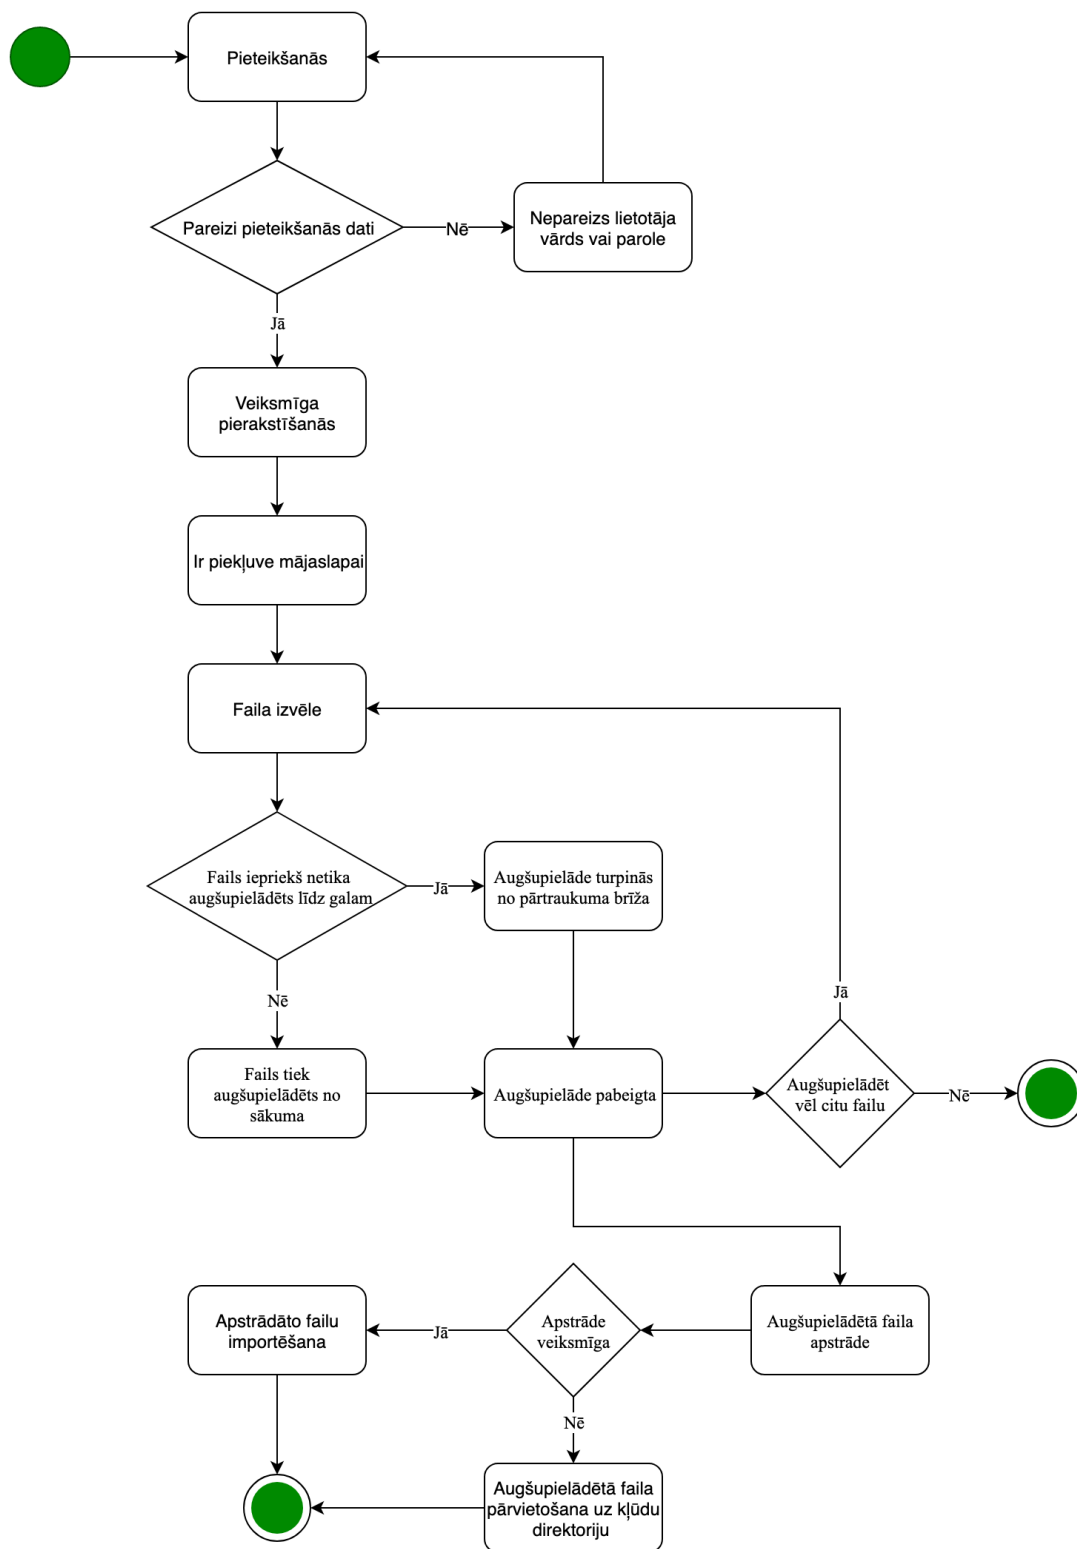 Pieteikšanās
Pareizi pieteikšanās dati
Nē
Nepareizs lietotāja
vārds vai parole
Jā
Veiksmīga
pierakstīšanās
Ir piekļuve mājaslapai
Faila izvēle
Fails iepriekš netika
augšupielādēts līdz galam
Jā
Augšupielāde turpinās
no pārtraukuma brīža
Nē
Fails tiek
augšupielādēts no
sākuma
Augšupielāde pabeigta
Jā
Augšupielādēt
vēl citu failu
Nē
Augšupielādētā faila
apstrāde
Apstrāde
veiksmīga
Jā
Apstrādāto failu
importēšana
Nē
Augšupielādētā faila
pārvietošana uz kļūdu
direktoriju